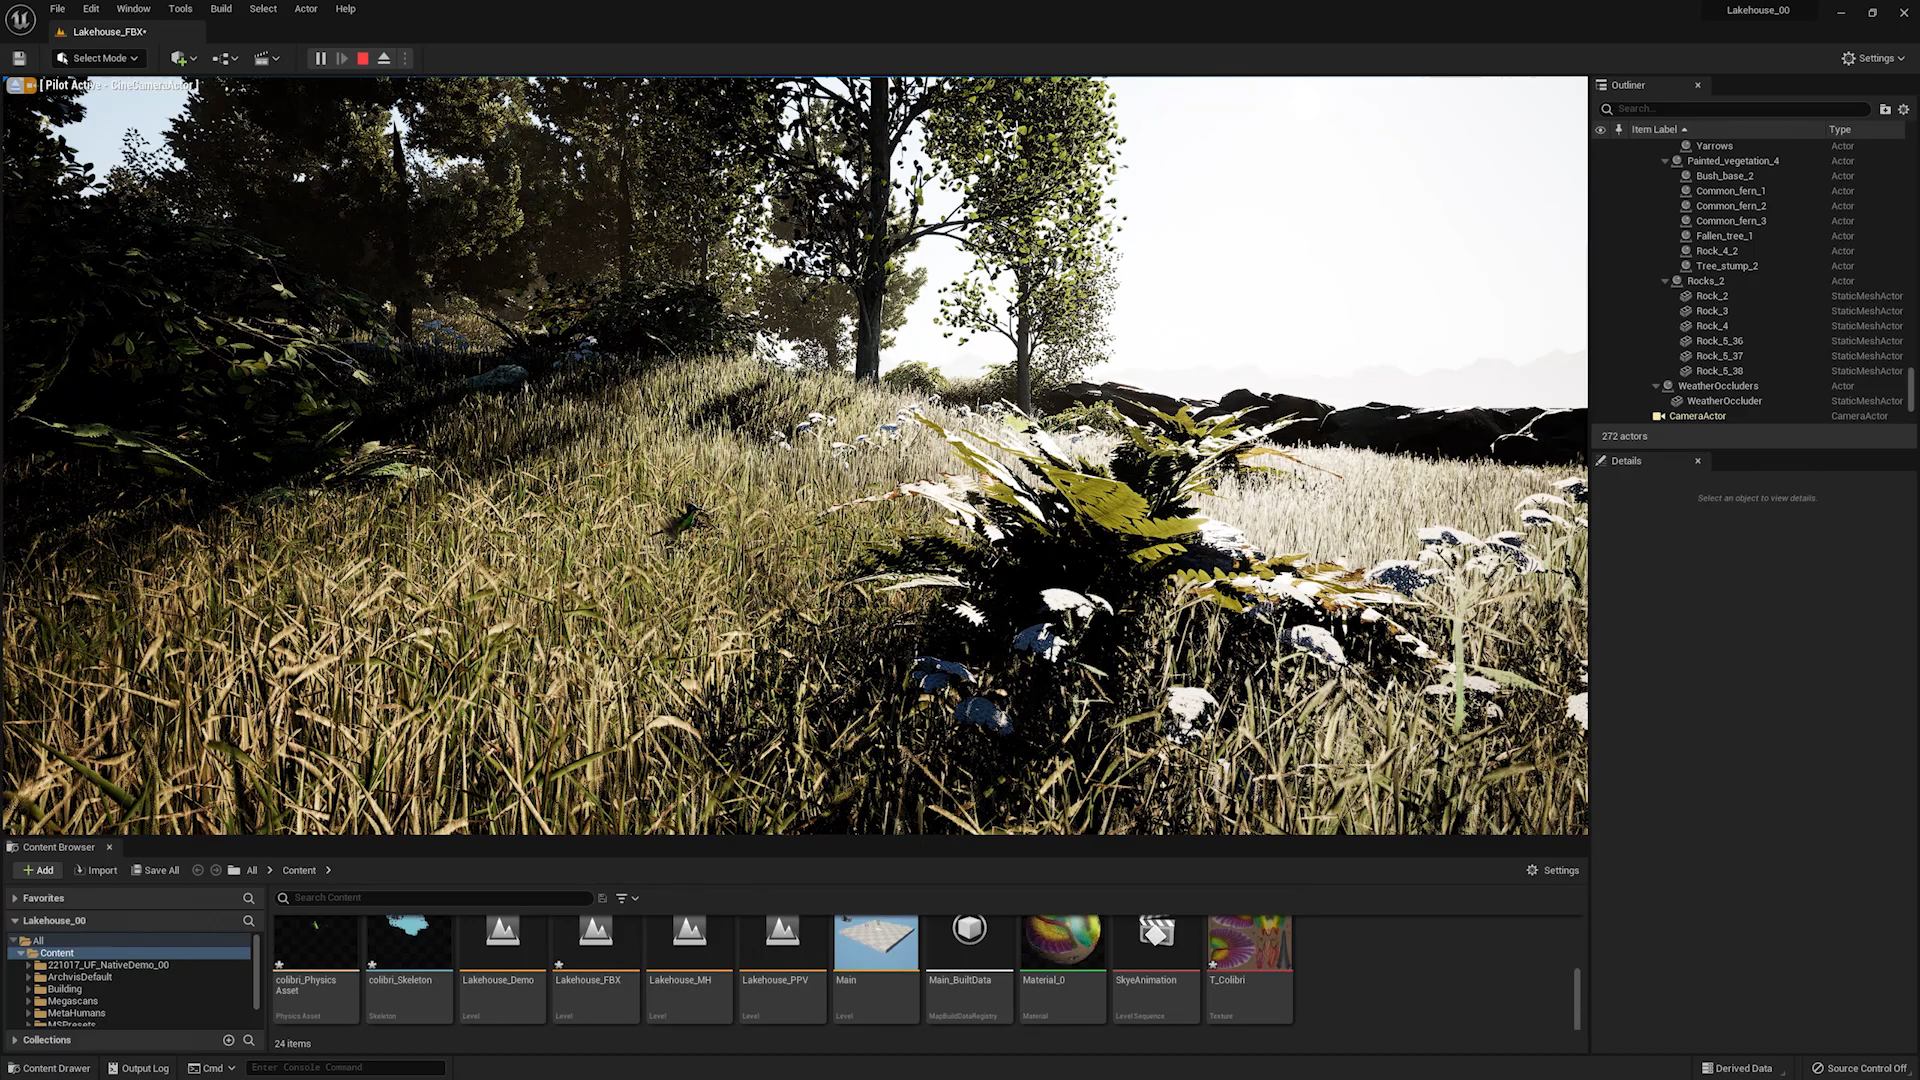 File Edit Window Tools Build Select Actor Help
Lakehouse_00
Lakehouse_FBX*
Select Mode
Settings
[ Pilot Active - CineCameraActor ]
Outliner
Search...
Item Label Type
Yarrows Actor
Painted_vegetation_4 Actor
Bush_base_2 Actor
Common_fern_1 Actor
Common_fern_2 Actor
Common_fern_3 Actor
Fallen_tree_1 Actor
Rock_4_2 Actor
Tree_stump_2 Actor
Rocks_2 Actor
Rock_2 StaticMeshActor
Rock_3 StaticMeshActor
Rock_4 StaticMeshActor
Rock_5_36 StaticMeshActor
Rock_5_37 StaticMeshActor
Rock_5_38 StaticMeshActor
WeatherOccluders Actor
WeatherOccluder Actor
CameraActor CameraActor
272 actors
Details
Select an object to view details.
Content Browser
Add Import Save All All Content
Settings
Favorites
Lakehouse_00
All
Content
221017_UF_NativeDemo_00
ArchvisDefault
Building
Megascans
MetaHumans
MSPresets
Collections
Search Content
colibri_Physics
Asset
Physics Asset
colibri_Skeleton
Skeleton
Lakehouse_Demo
Level
Lakehouse_FBX
Level
Lakehouse_MH
Level
Lakehouse_PPV
Level
Main
Level
Main_BuiltData
MapBuildDataRegistry
Material_0
Material
SkyeAnimation
Level Sequence
T_Colibri
Texture
24 items
Content Drawer Output Log Cmd Enter Console Command
Derived Data Source Control Off